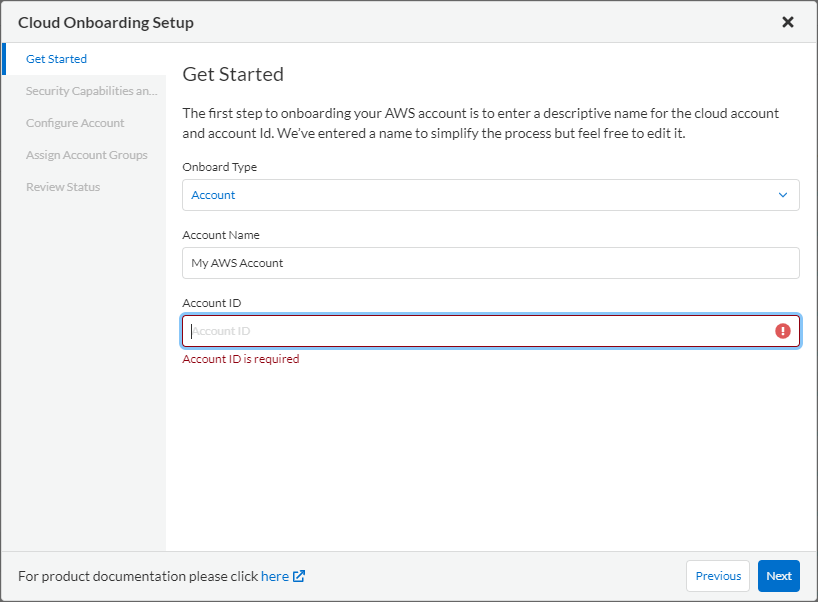 Cloud Onboarding Setup
Get Started
Security Capabilities an...
Configure Account
Assign Account Groups
Review Status
Get Started
The first step to onboarding your AWS account is to enter a descriptive name for the cloud account
and account Id. We've entered a name to simplify the process but feel free to edit it.
Onboard Type
Account
Account Name
My AWS Account
Account ID
Account ID
Account ID is required
For product documentation please click here
Previous
Next